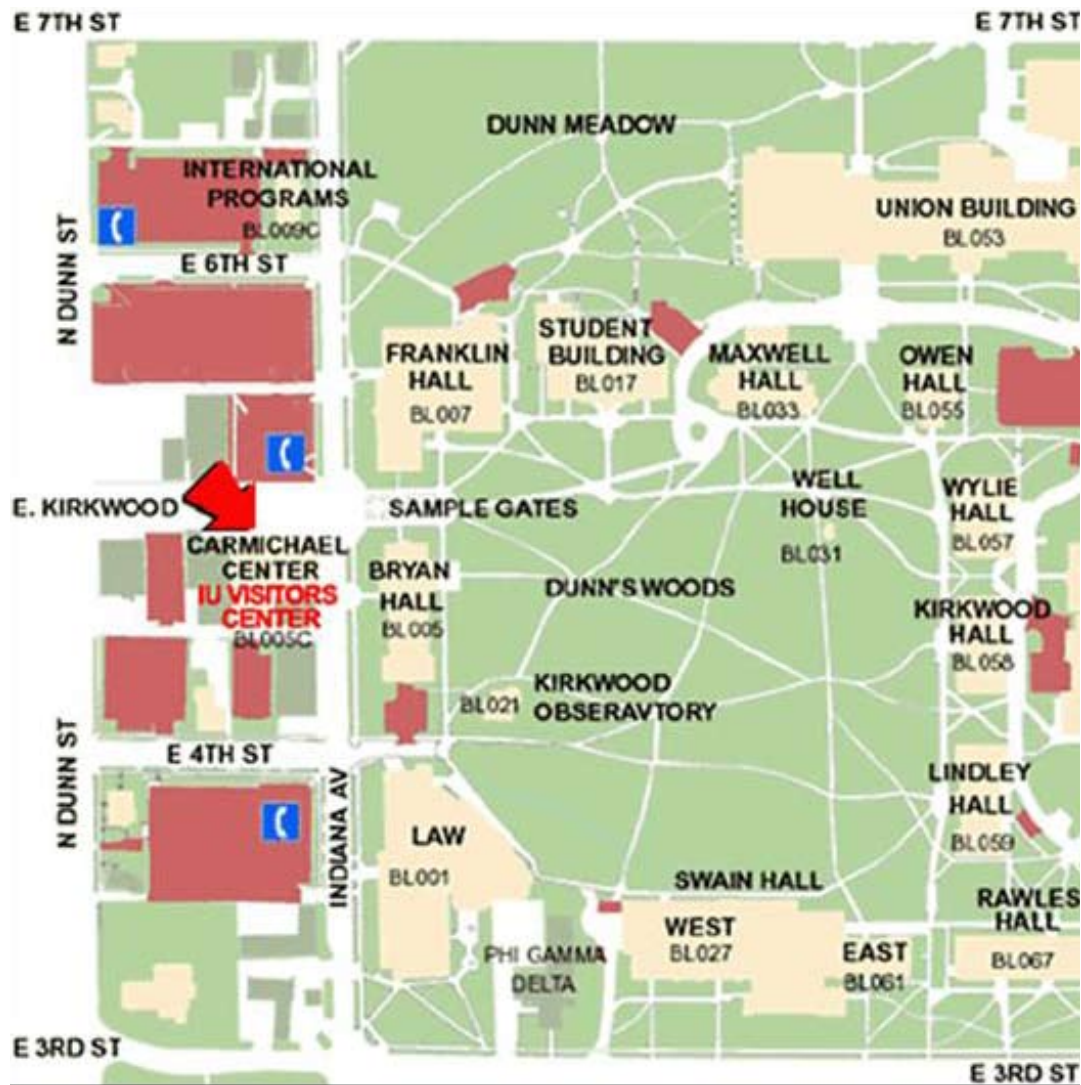 E 7TH ST
E 7TH ST
DUNN MEADOW
INTERNATIONAL
PROGRAMS
BL009C
UNION BUILDING
BL053
N DUNN ST
E 6TH ST
STUDENT
BUILDING
BL017
FRANKLIN
HALL
BL007
MAXWELL
HALL
BL033
OWEN
HALL
BL055
E. KIRKWOOD
SAMPLE GATES
WELL
HOUSE
BL031
WYLIE
HALL
BL057
CARMICHAEL
CENTER
IU VISITORS
CENTER
BL005C
BRYAN
HALL
BL005
DUNN'S WOODS
KIRKWOOD
HALL
BL058
BL021
KIRKWOOD
OBSERAVTORY
N DUNN ST
E 4TH ST
INDIANA AV
LINDLEY
HALL
BL059
LAW
BL001
SWAIN HALL
WEST
BL027
EAST
BL061
RAWLES
HALL
BL067
PHI GAMMA
DELTA
E 3RD ST
E 3RD ST